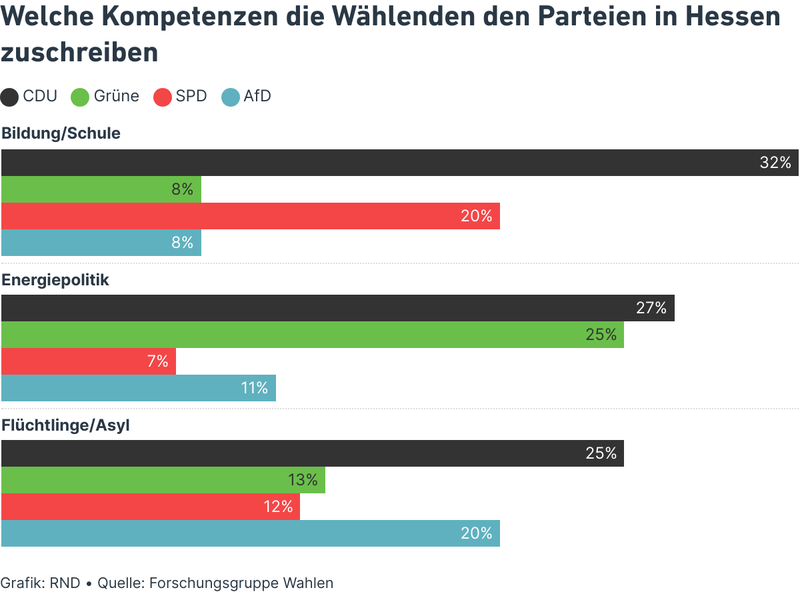 Welche Kompetenzen die Wählenden den Parteien in Hessen
zuschreiben
CDU Grüne SPD AfD
Bildung/Schule
32%
8%
20%
8%
Energiepolitik
27%
25%
7%
11%
Flüchtlinge/Asyl
25%
13%
12%
20%
Grafik: RND • Quelle: Forschungsgruppe Wahlen